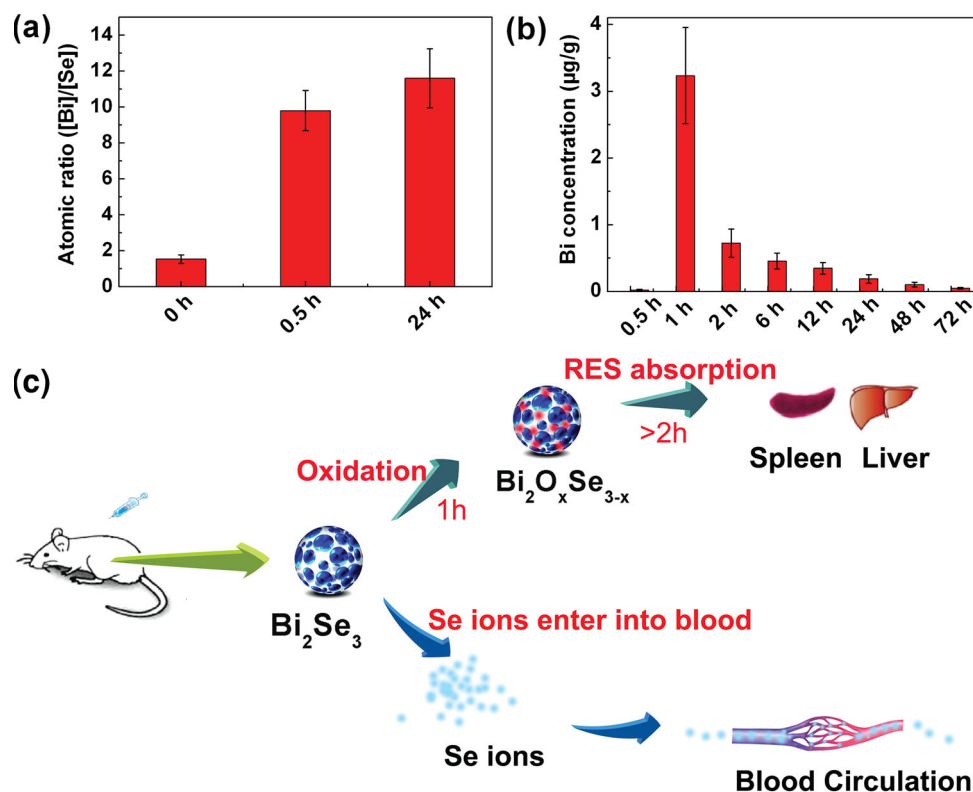 (a)
Atomic ratio ([Bi]/[Se])
14
12
10
8
6
4
2
0
0 h
0.5 h
24 h
(b)
Bi concentration (µg/g)
4
3
2
1
0
0.5 h
1 h
2 h
6 h
12 h
24 h
48 h
72 h
(c)
RES absorption
>2h
Spleen
Liver
Oxidation
1h
Bi₂OₓSe₃₋ₓ
Bi₂Se₃
Se ions enter into blood
Se ions
Blood Circulation